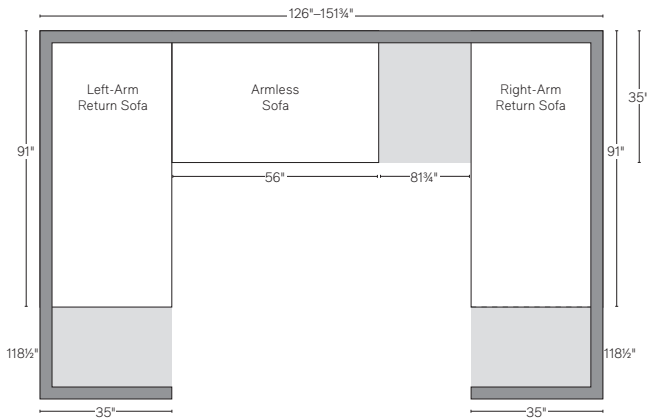 126"–151¾"
Left-Arm
Return Sofa
Armless
Sofa
Right-Arm
Return Sofa
35"
91"
91"
56"
81¾"
118½"
118½"
35"
35"